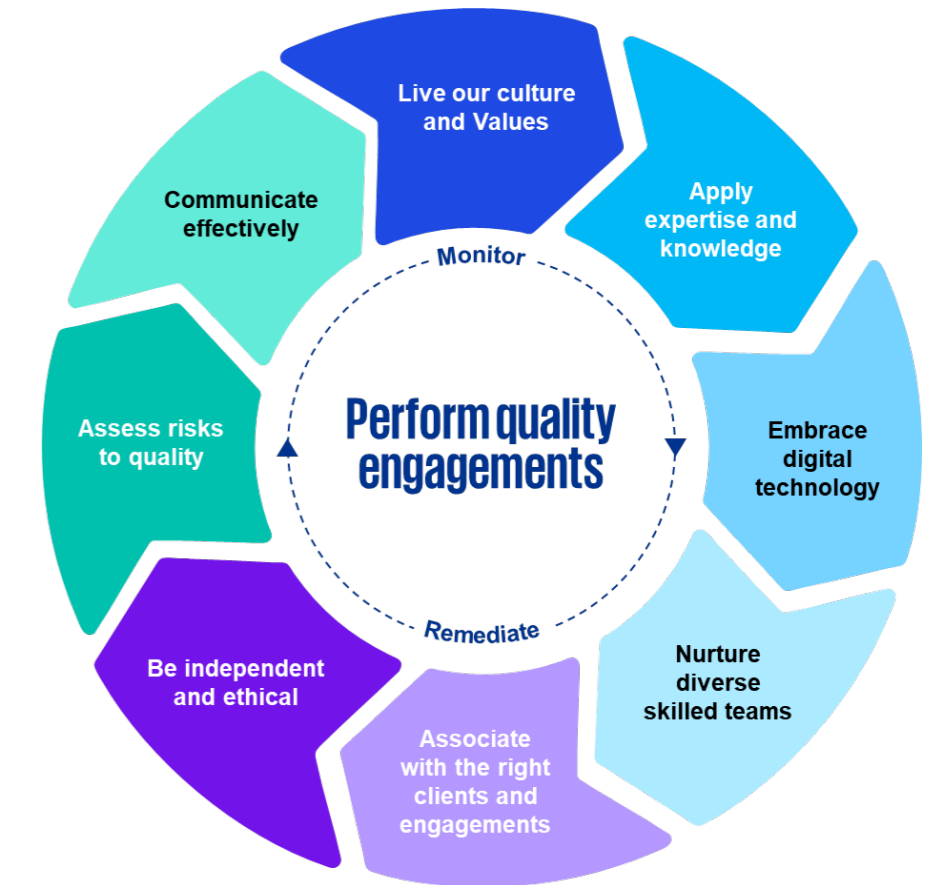 Live our culture
and Values
Apply
expertise and
knowledge
Embrace
digital
technology
Nurture
diverse
skilled teams
Associate
with the right
clients and
engagements
Be independent
and ethical
Assess risks
to quality
Communicate
effectively
Monitor
Perform quality
engagements
Remediate